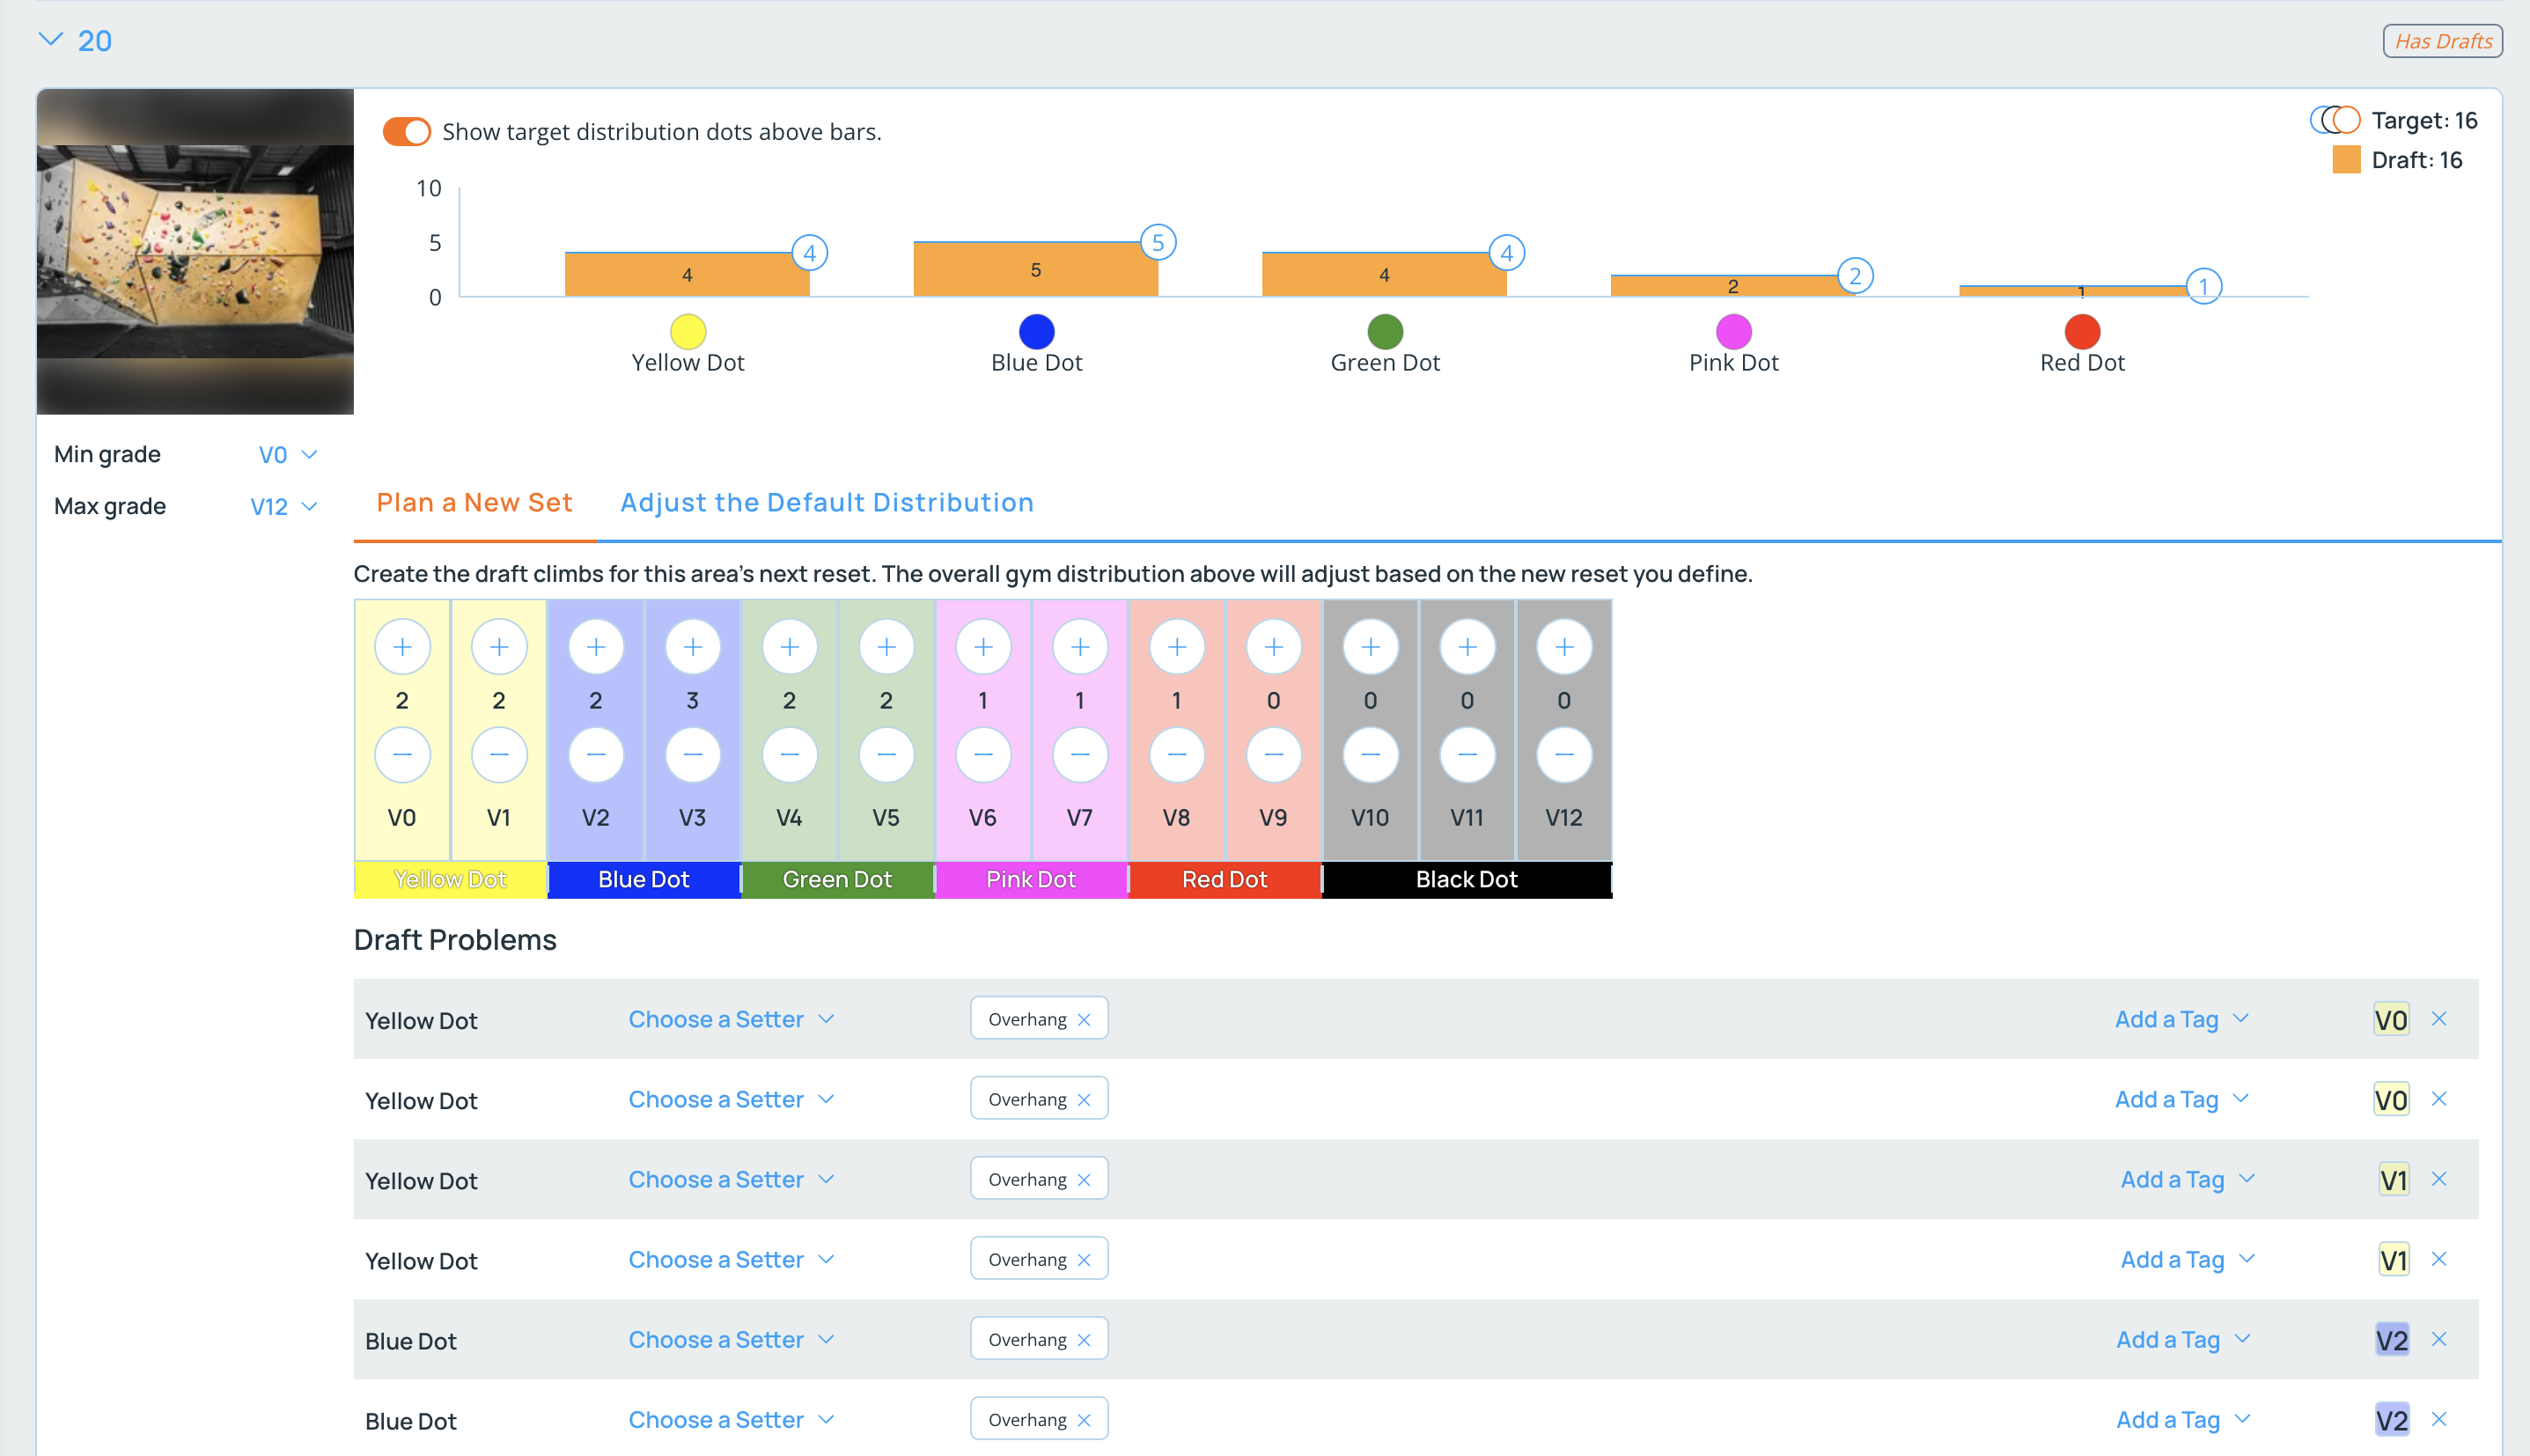 20
Has Drafts
Show target distribution dots above bars.
Target: 16
Draft: 16
10
5
0
4 4
5 5
4 4
2 2
1 1
Yellow Dot Blue Dot Green Dot Pink Dot Red Dot
Min grade V0
Max grade V12
Plan a New Set Adjust the Default Distribution
Create the draft climbs for this area's next reset. The overall gym distribution above will adjust based on the new reset you define.
+ + + + + + + + + + + + +
2 2 2 3 2 2 1 1 1 0 0 0 0
− − − − − − − − − − − − −
V0 V1 V2 V3 V4 V5 V6 V7 V8 V9 V10 V11 V12
Yellow Dot Blue Dot Green Dot Pink Dot Red Dot Black Dot
Draft Problems
Yellow Dot Choose a Setter Overhang × Add a Tag V0 ×
Yellow Dot Choose a Setter Overhang × Add a Tag V0 ×
Yellow Dot Choose a Setter Overhang × Add a Tag V1 ×
Yellow Dot Choose a Setter Overhang × Add a Tag V1 ×
Blue Dot Choose a Setter Overhang × Add a Tag V2 ×
Blue Dot Choose a Setter Overhang × Add a Tag V2 ×